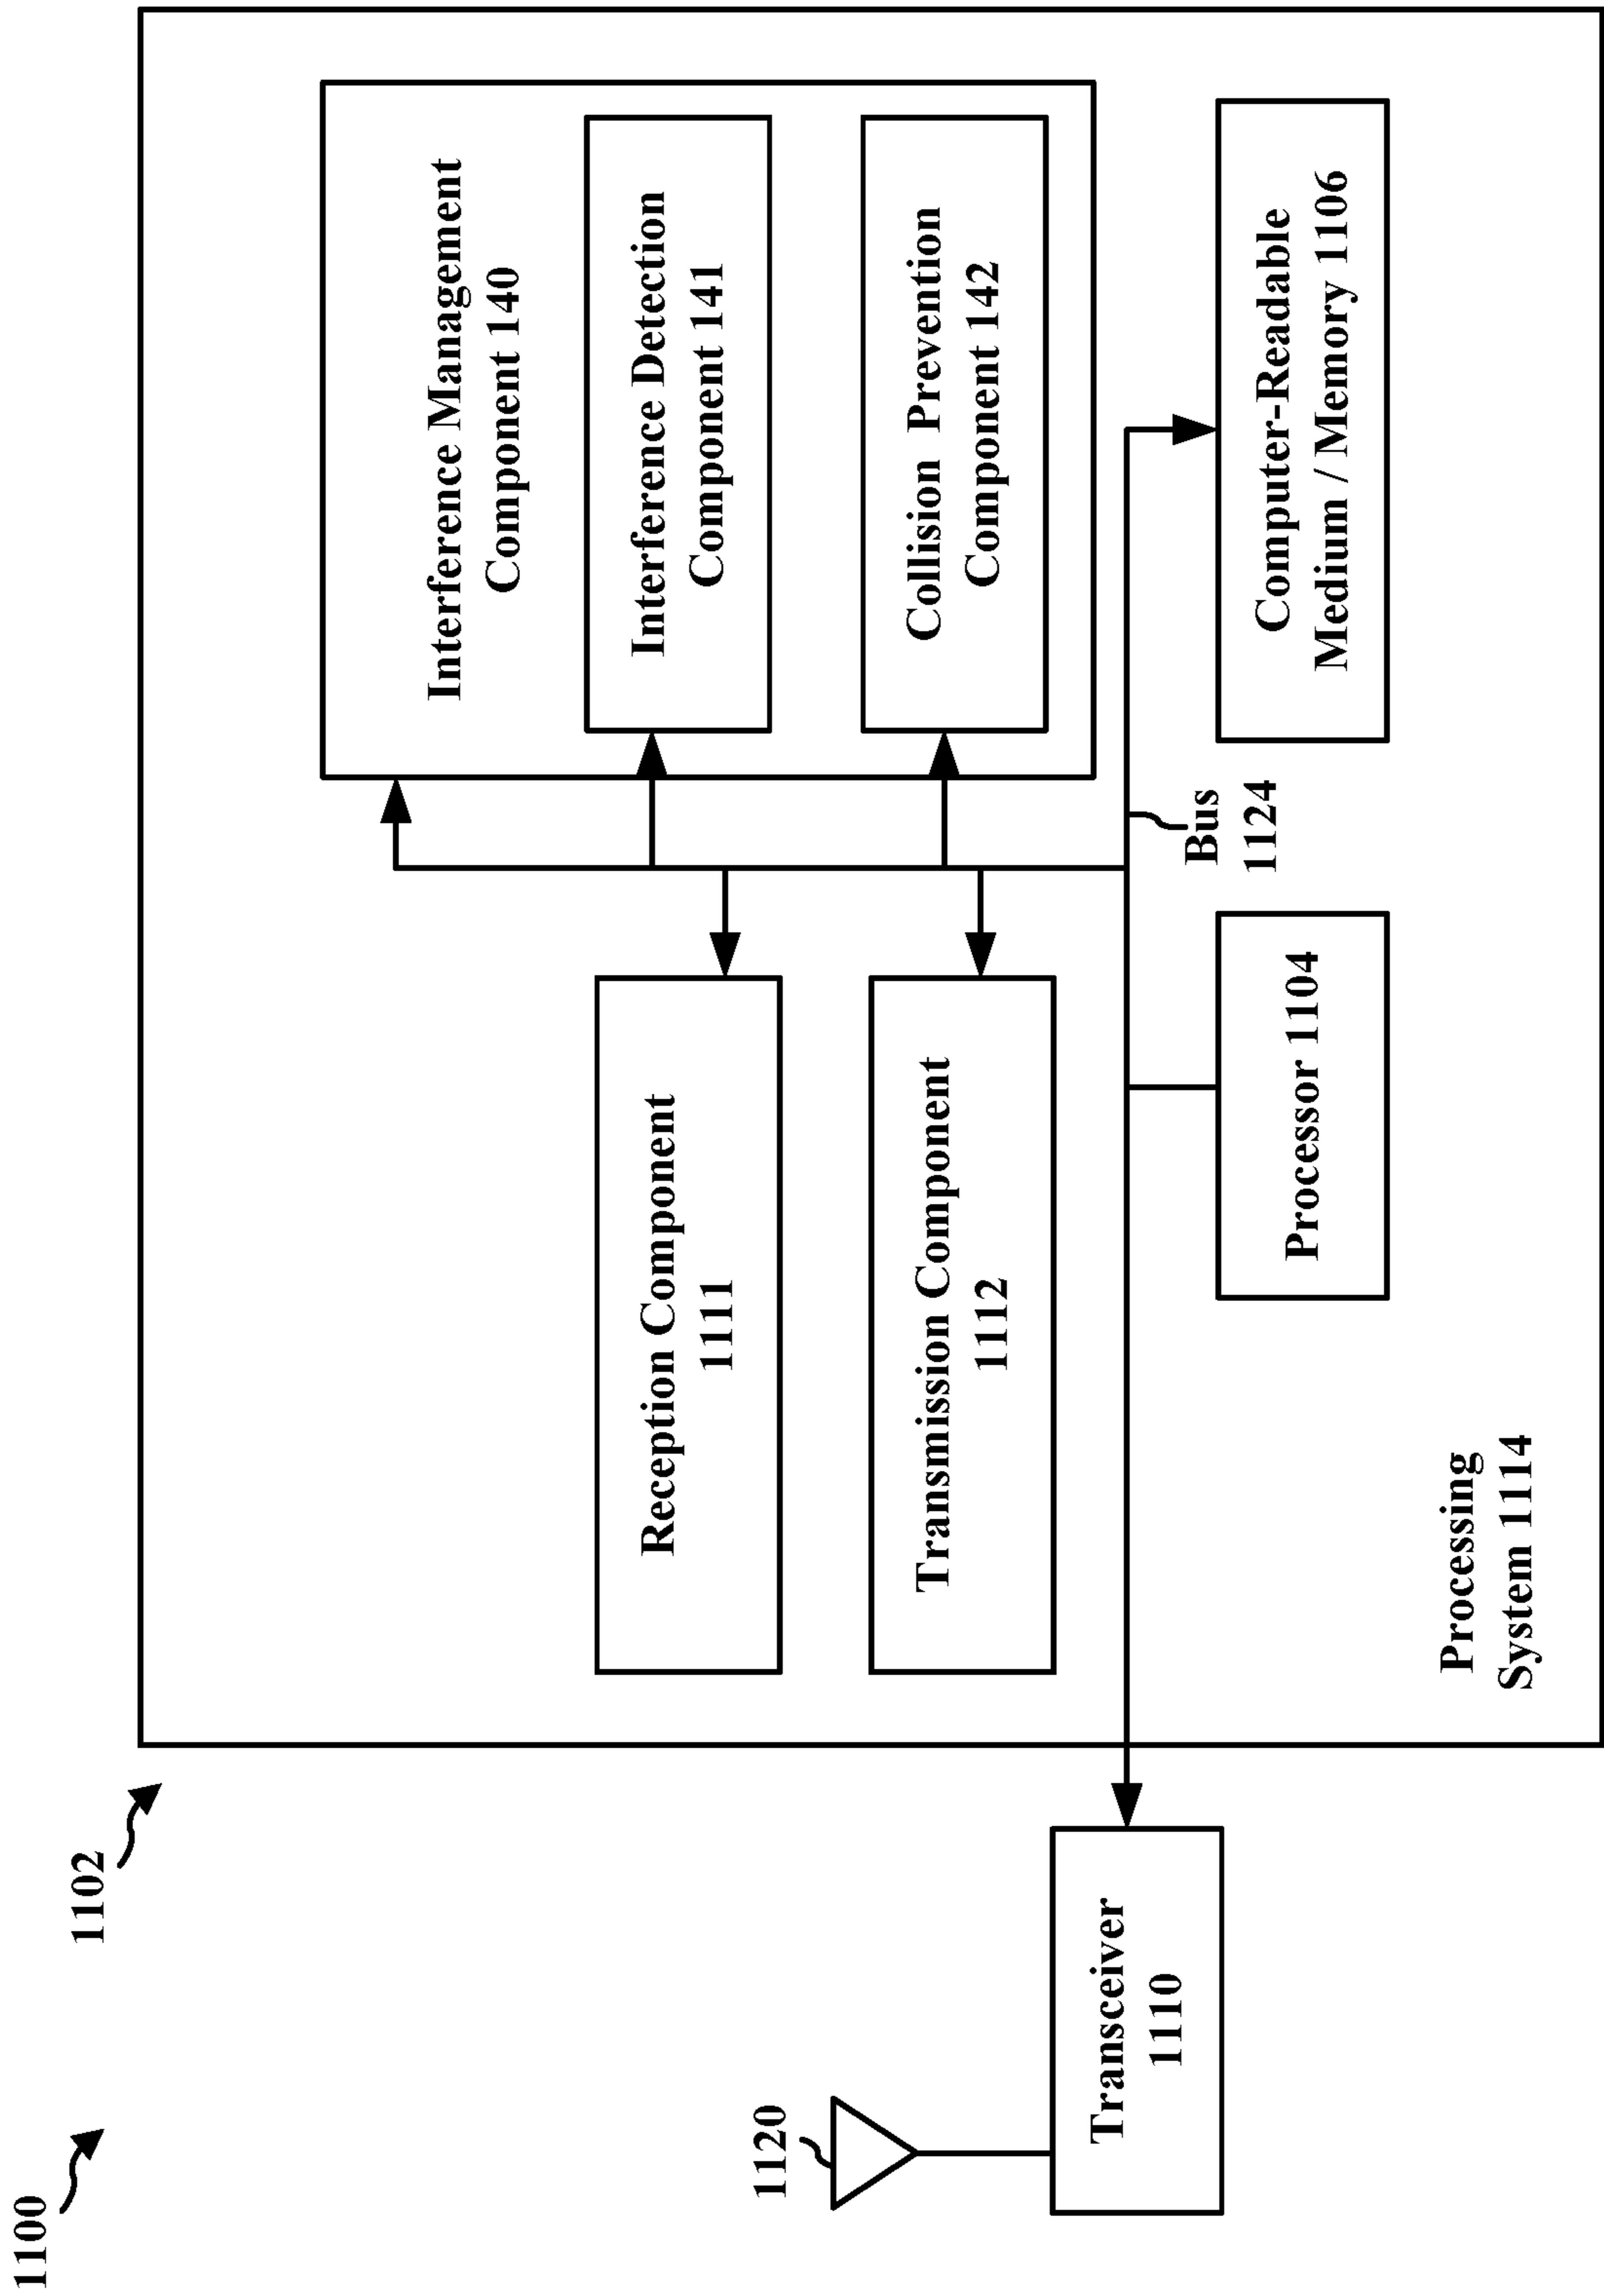 1100
1102
Interference Management
Component 140
Interference Detection
Component 141
Collision Prevention
Component 142
Reception Component
1111
Transmission Component
1112
1120
Transceiver
1110
Bus
1124
Processor 1104
Computer-Readable
Medium / Memory 1106
Processing
System 1114